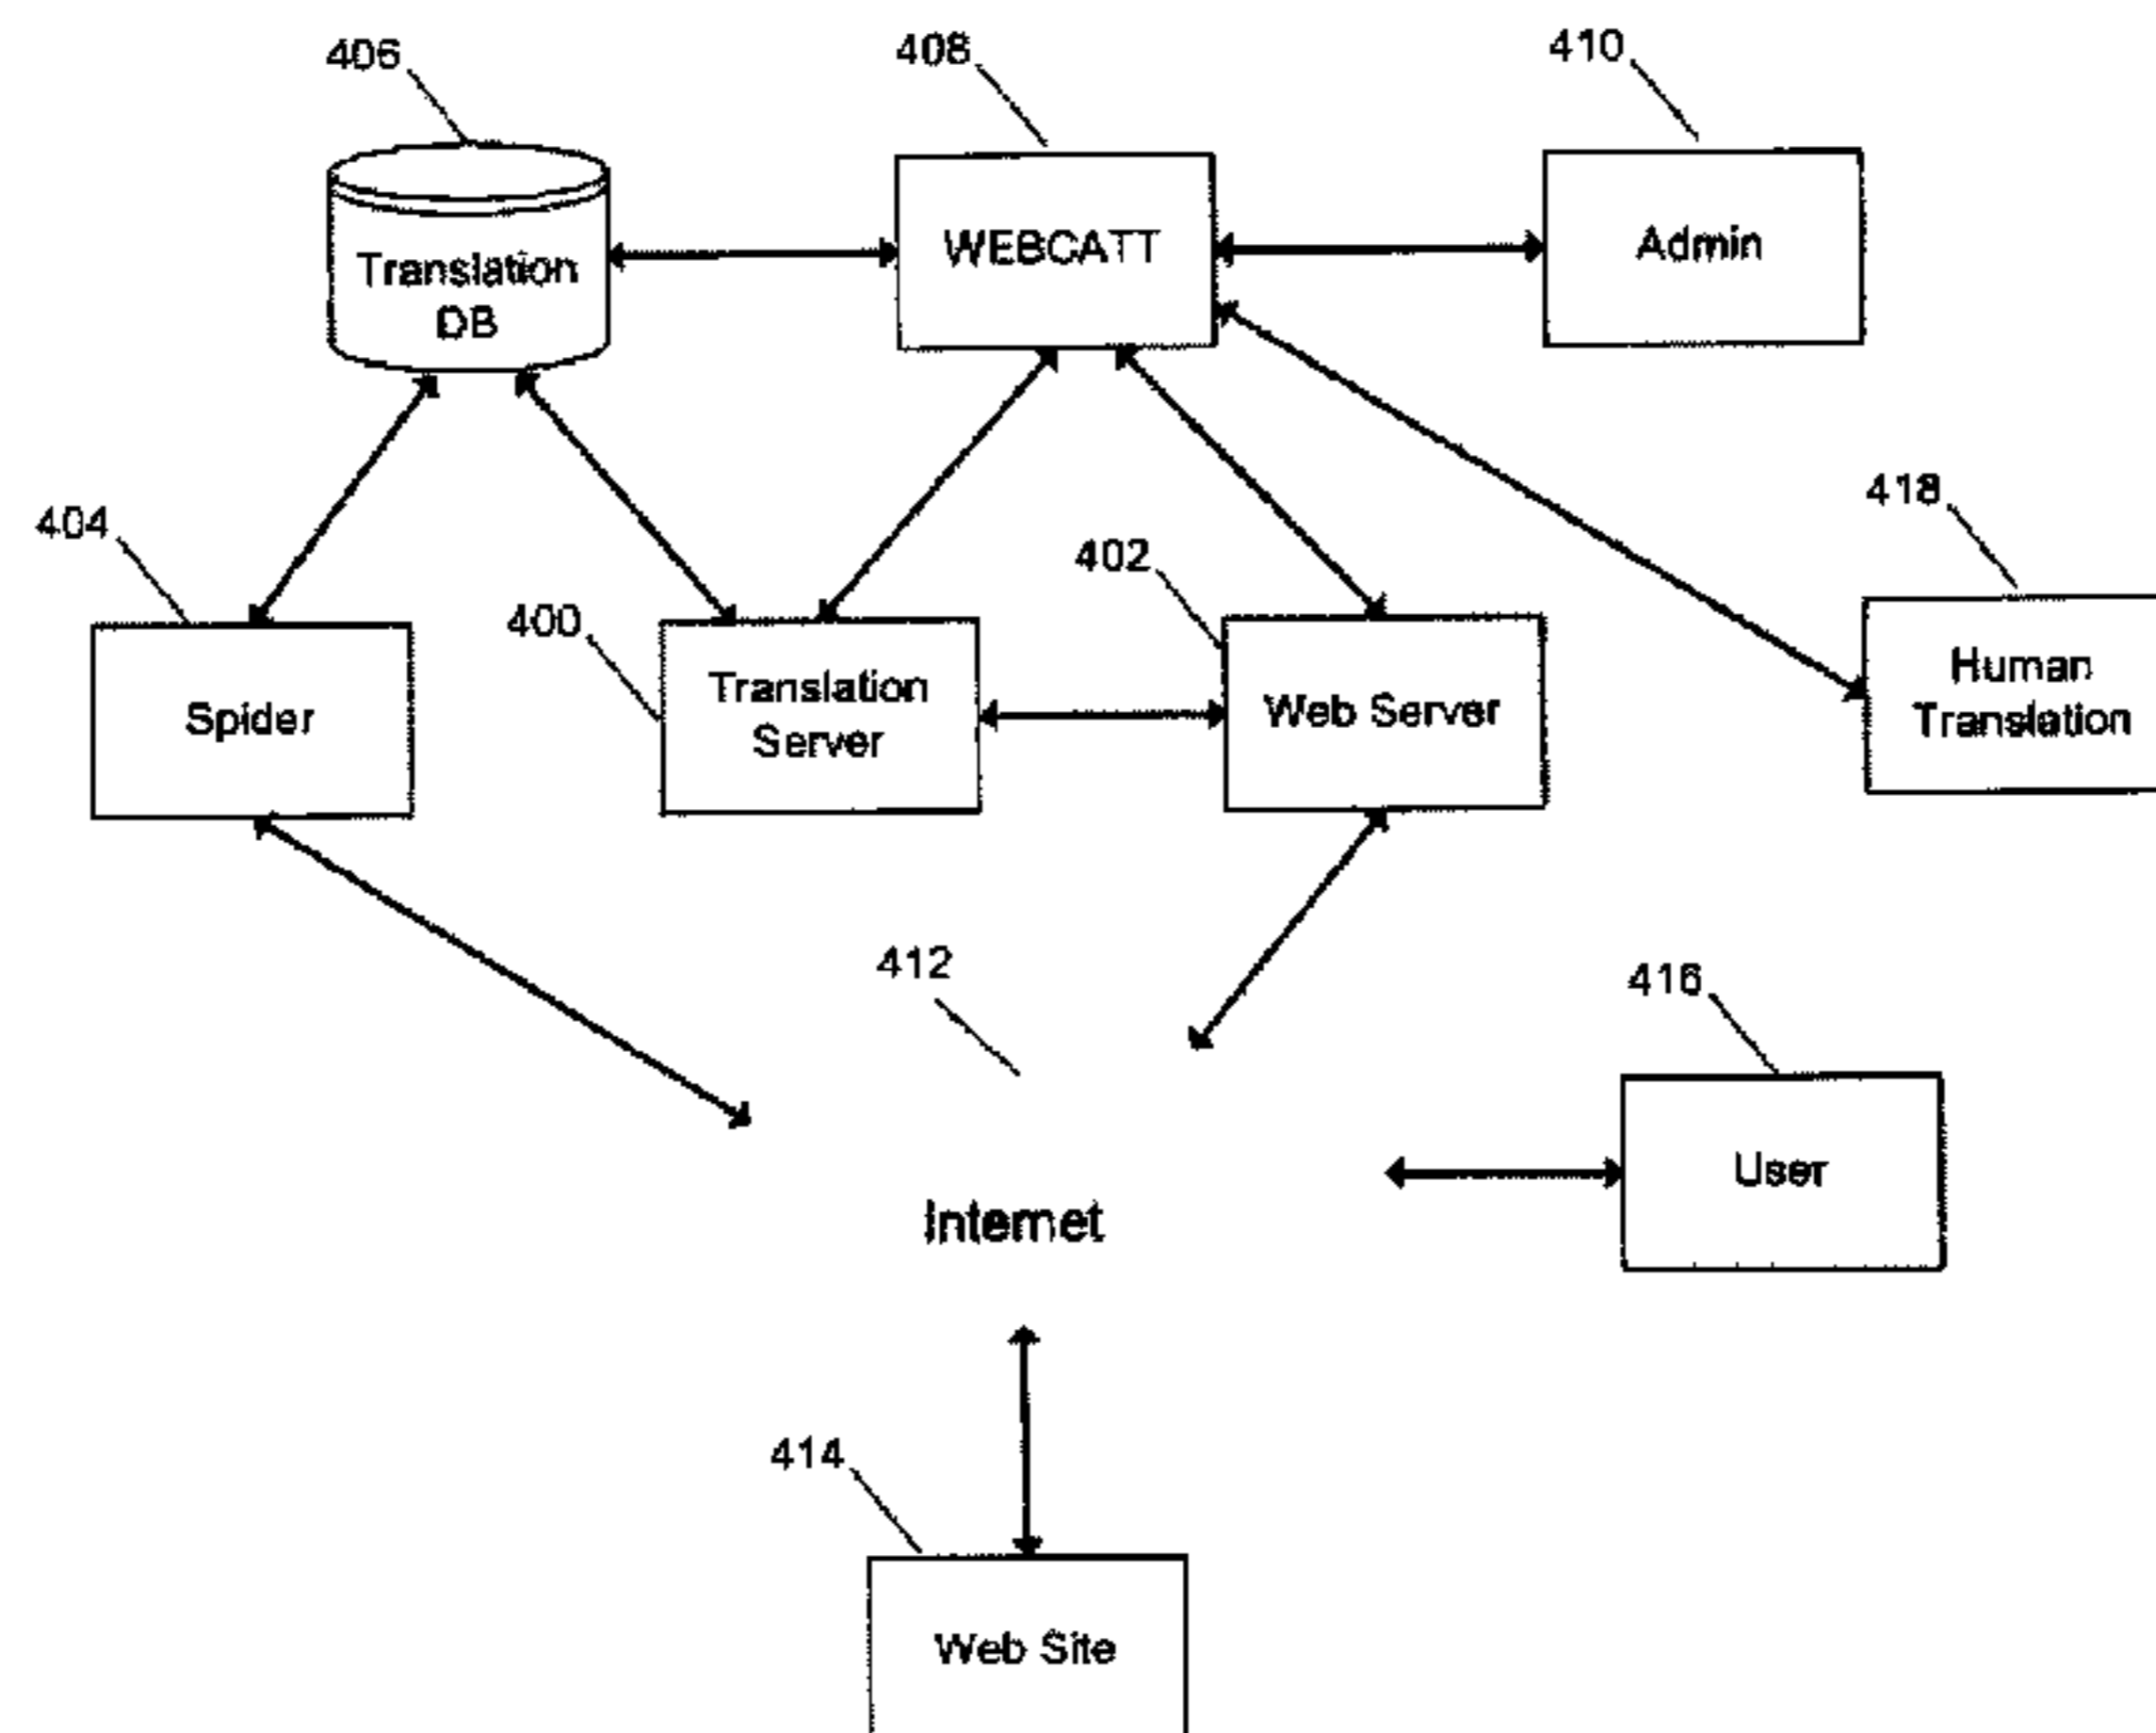 406
408
410
Translation
DB
WEBCATT
Admin
404
400
402
418
Spider
Translation
Server
Web Server
Human
Translation
412
416
Internet
User
414
Web Site